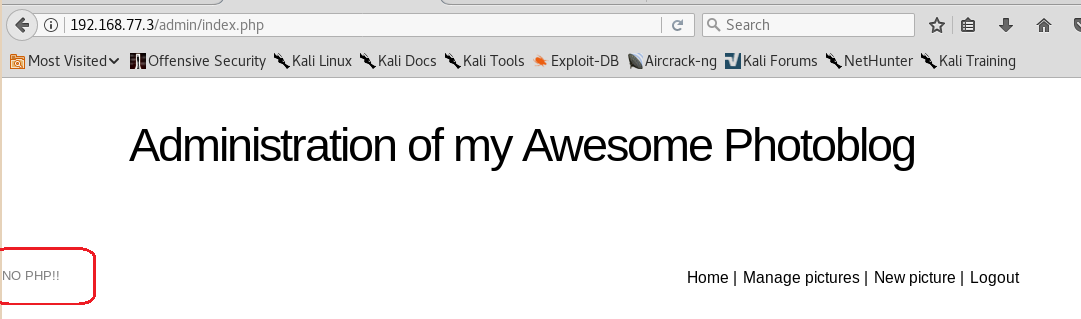 192.168.77.3/admin/index.php Search
Most Visited Offensive Security Kali Linux Kali Docs Kali Tools Exploit-DB Aircrack-ng Kali Forums NetHunter Kali Training
Administration of my Awesome Photoblog
NO PHP!! Home | Manage pictures | New picture | Logout